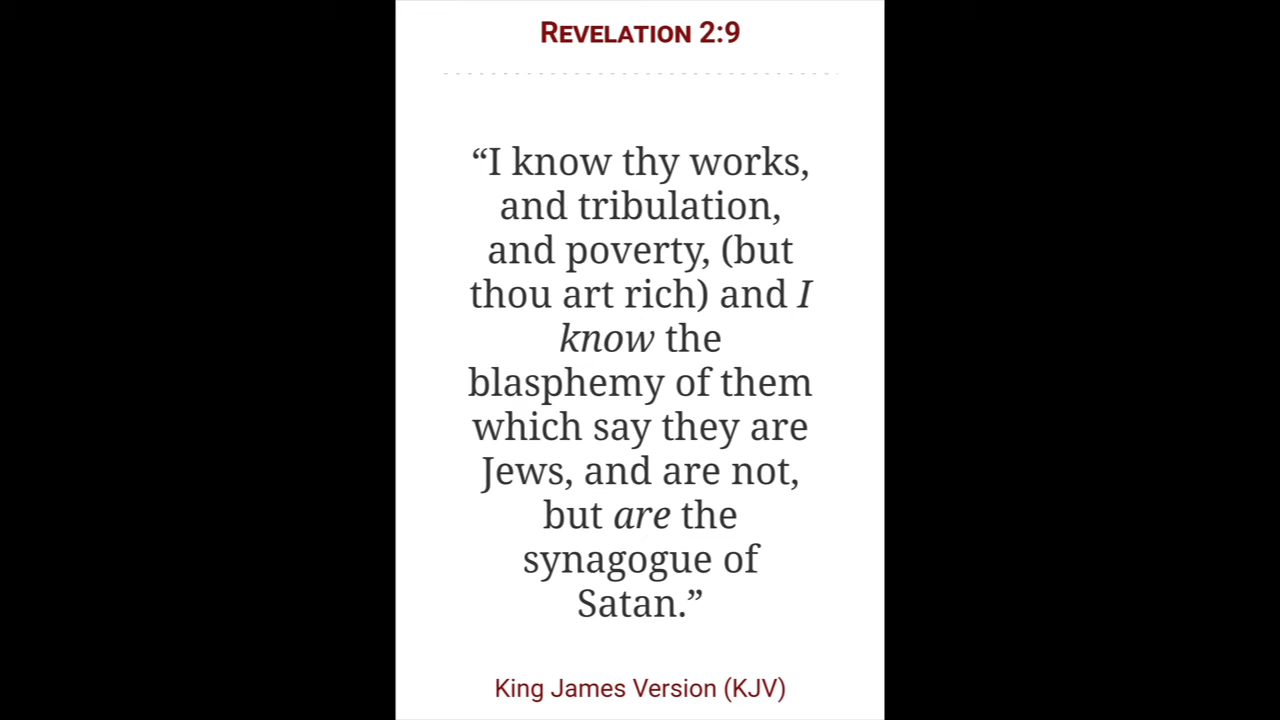 REVELATION 2:9
“I know thy works,
and tribulation,
and poverty, (but
thou art rich) and I
know the
blasphemy of them
which say they are
Jews, and are not,
but are the
synagogue of
Satan.”
King James Version (KJV)